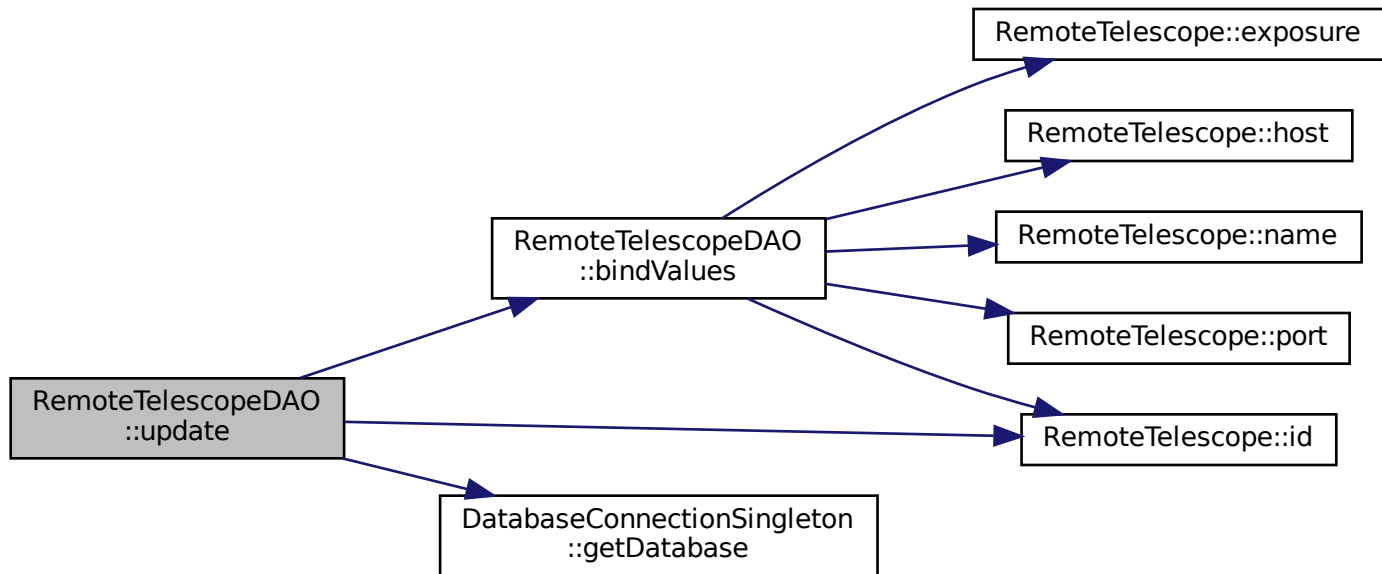 RemoteTelescope::exposure
RemoteTelescope::host
RemoteTelescope::name
RemoteTelescopeDAO
::bindValues
RemoteTelescope::port
RemoteTelescopeDAO
::update
RemoteTelescope::id
DatabaseConnectionSingleton
::getDatabase